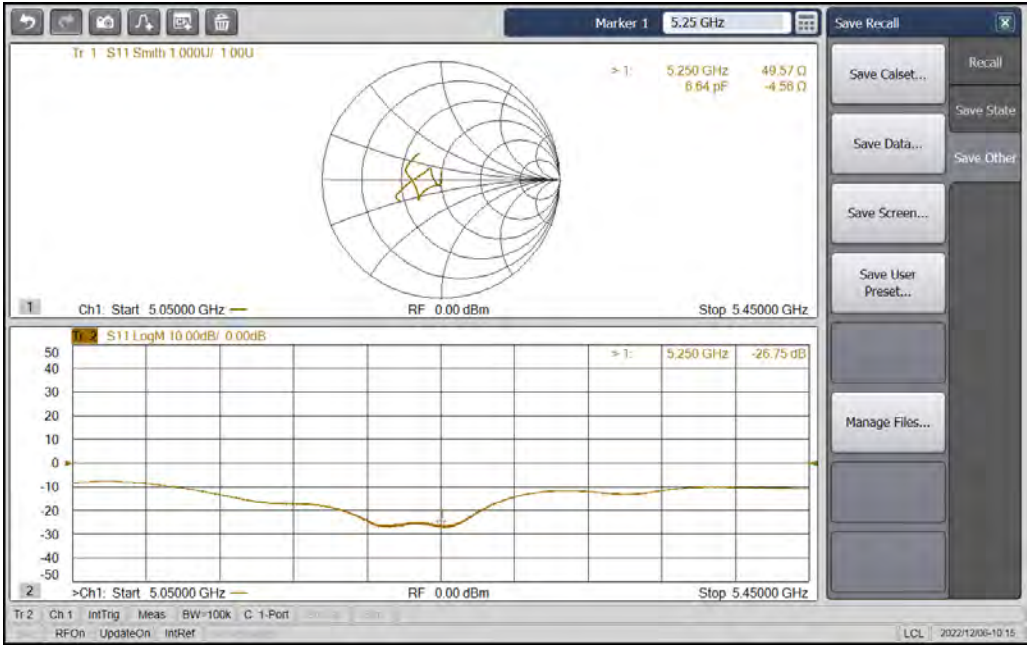 Marker 1 5.25 GHz
Save Recall
Tr 1 S11 Smith 1.000U/ 1.00U
> 1: 5.250 GHz 49.57 Ω
6.64 pF -4.56 Ω
1
Ch1: Start 5.05000 GHz
RF 0.00 dBm
Stop 5.45000 GHz
Tr 2 S11 LogM 10.00dB/ 0.00dB
> 1: 5.250 GHz -26.75 dB
50
40
30
20
10
0
-10
-20
-30
-40
-50
2
>Ch1: Start 5.05000 GHz
RF 0.00 dBm
Stop 5.45000 GHz
Save Calset...
Save Data...
Save Screen...
Save User
Preset...
Manage Files...
Recall
Save State
Save Other
Tr 2 Ch 1 IntTrig Meas BW=100k C 1-Port
RFOn UpdateOn IntRef
LCL 2022/12/06-10:15